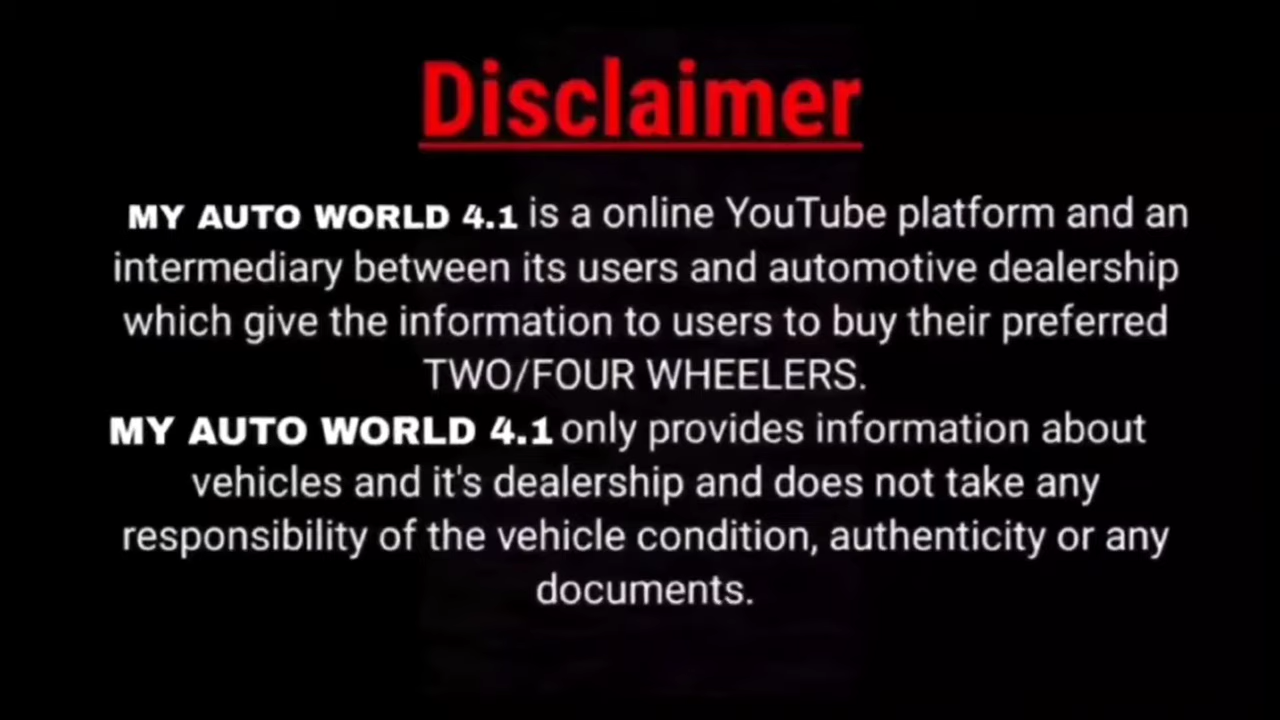 Disclaimer
MY AUTO WORLD 4.1 is a online YouTube platform and an
intermediary between its users and automotive dealership
which give the information to users to buy their preferred
TWO/FOUR WHEELERS.
MY AUTO WORLD 4.1 only provides information about
vehicles and it's dealership and does not take any
responsibility of the vehicle condition, authenticity or any
documents.